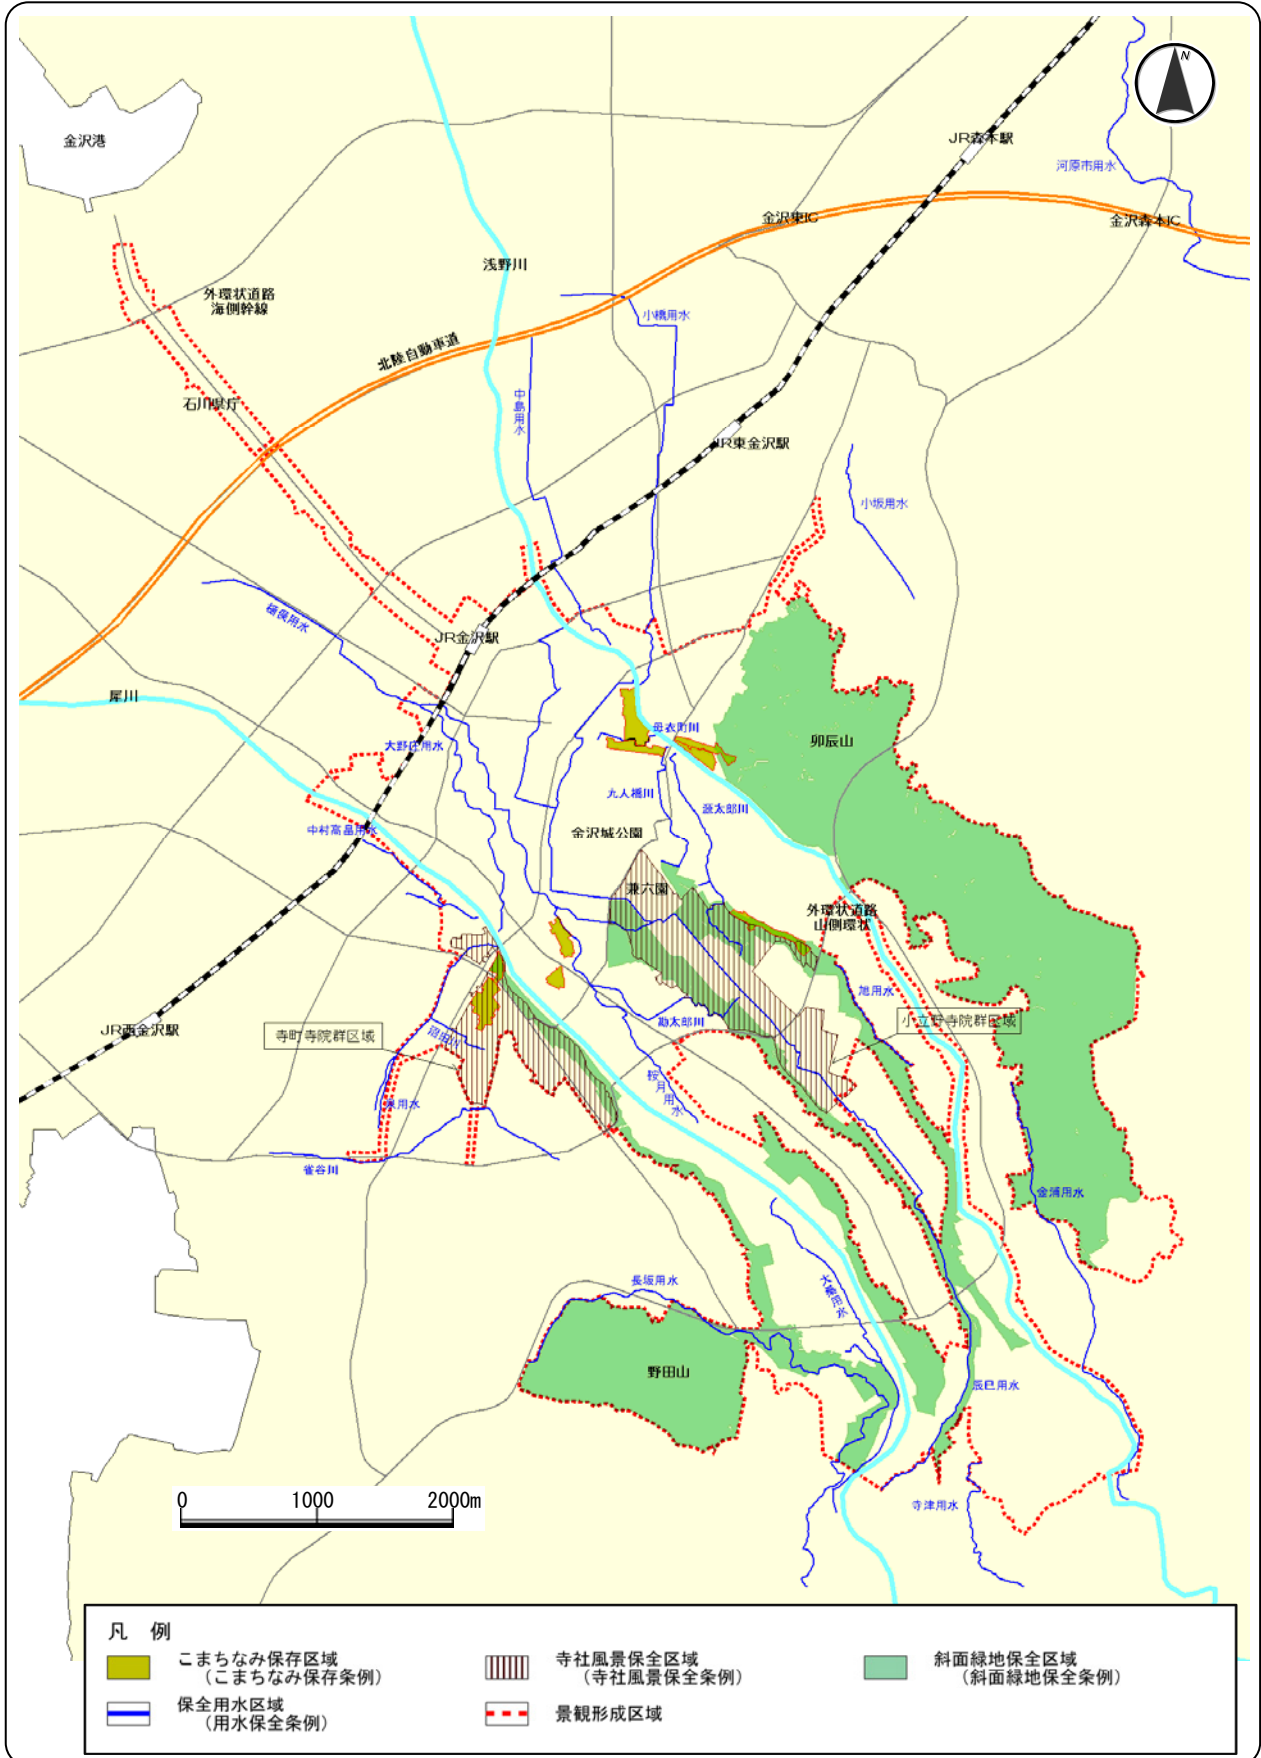 N
金沢港
JR森本駅
河原市用水
金沢東IC
金沢森本IC
浅野川
外環状道路
海側幹線
小橋用水
北陸自動車道
石川県庁
中島用水
JR東金沢駅
小坂用水
樋俣用水
JR金沢駅
犀川
母衣町川
卯辰山
大野庄用水
九人橋川
源太郎川
中村高畠用水
金沢城公園
兼六園
外環状道路
山側環状
旭用水
JR西金沢駅
寺町寺院群区域
沼田川
勘太郎川
小立野寺院群区域
鞍月用水
泉用水
雀谷川
金浦用水
長坂用水
大桑用水
野田山
辰巳用水
寺津用水
0 1000 2000m
凡 例
こまちなみ保存区域
(こまちなみ保存条例)
寺社風景保全区域
(寺社風景保全条例)
斜面緑地保全区域
(斜面緑地保全条例)
保全用水区域
(用水保全条例)
景観形成区域